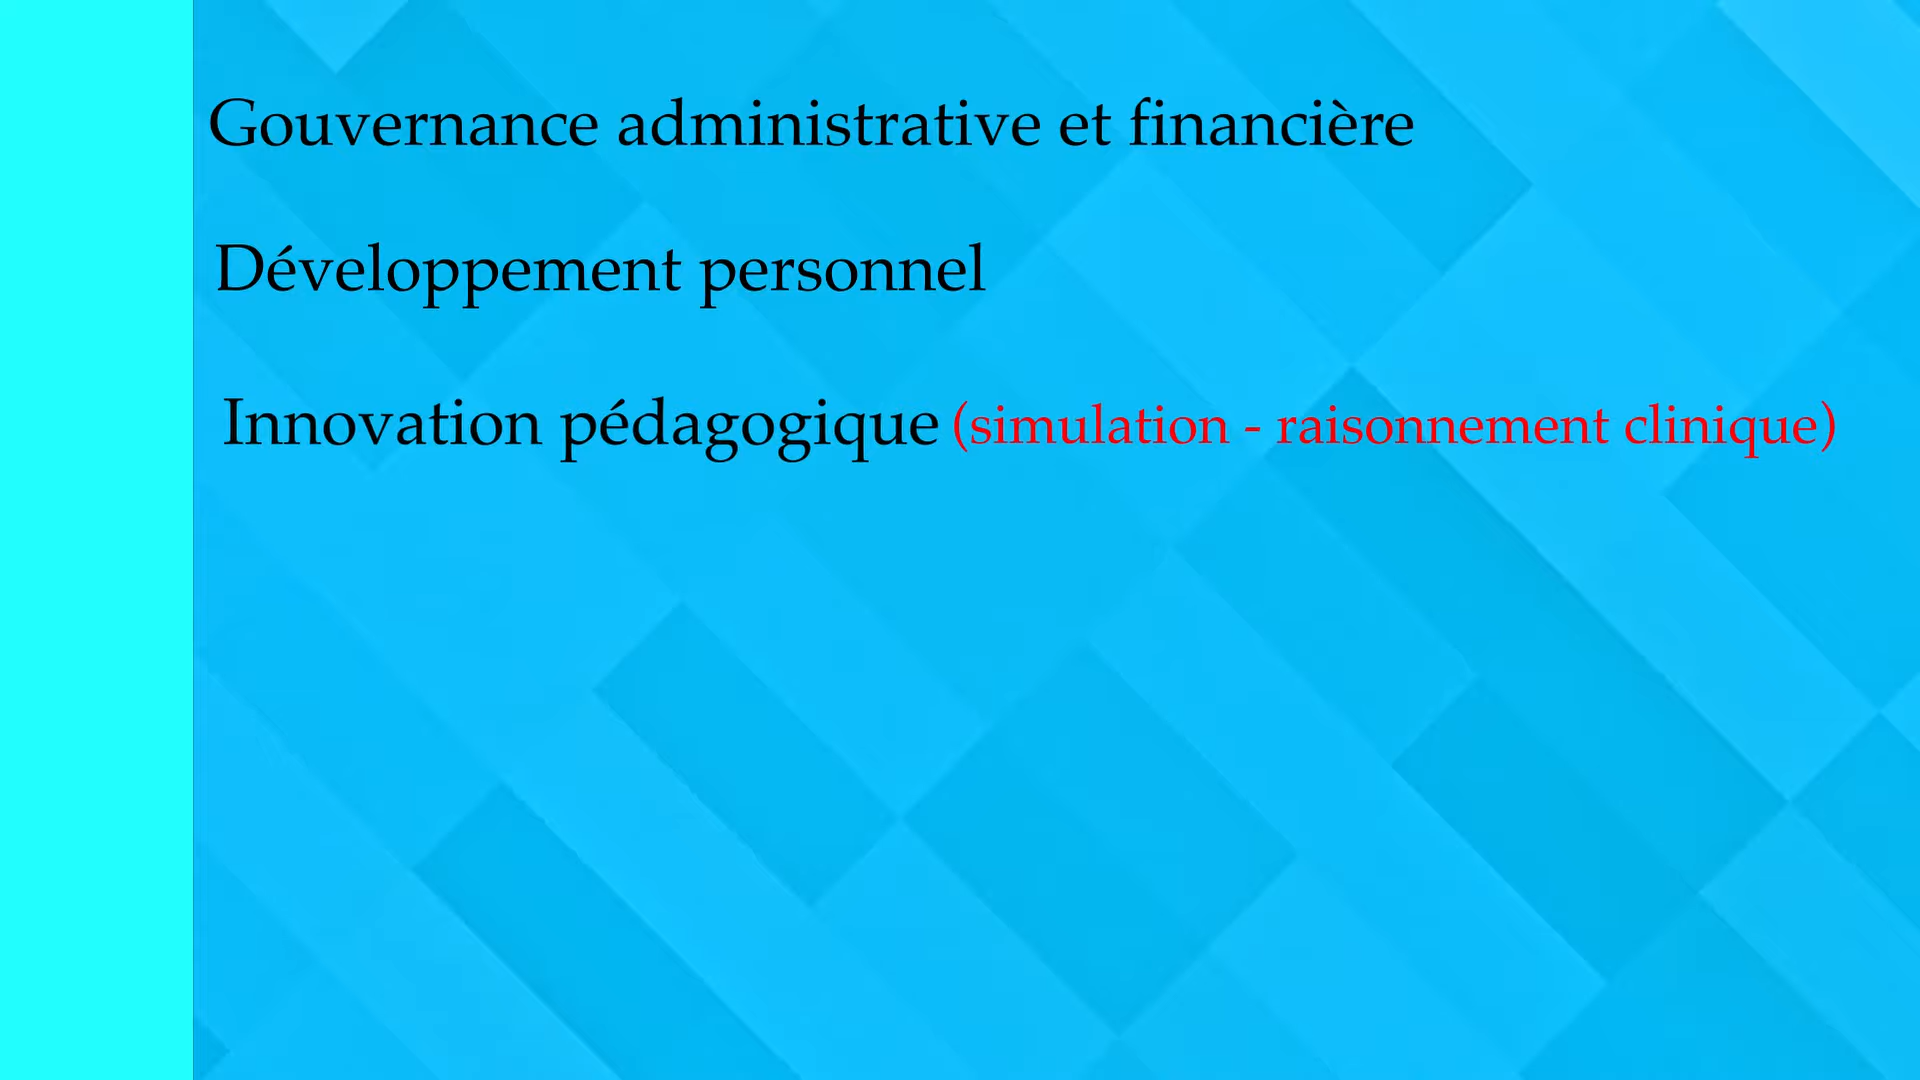 Gouvernance administrative et financière
Développement personnel
Innovation pédagogique (simulation - raisonnement clinique)